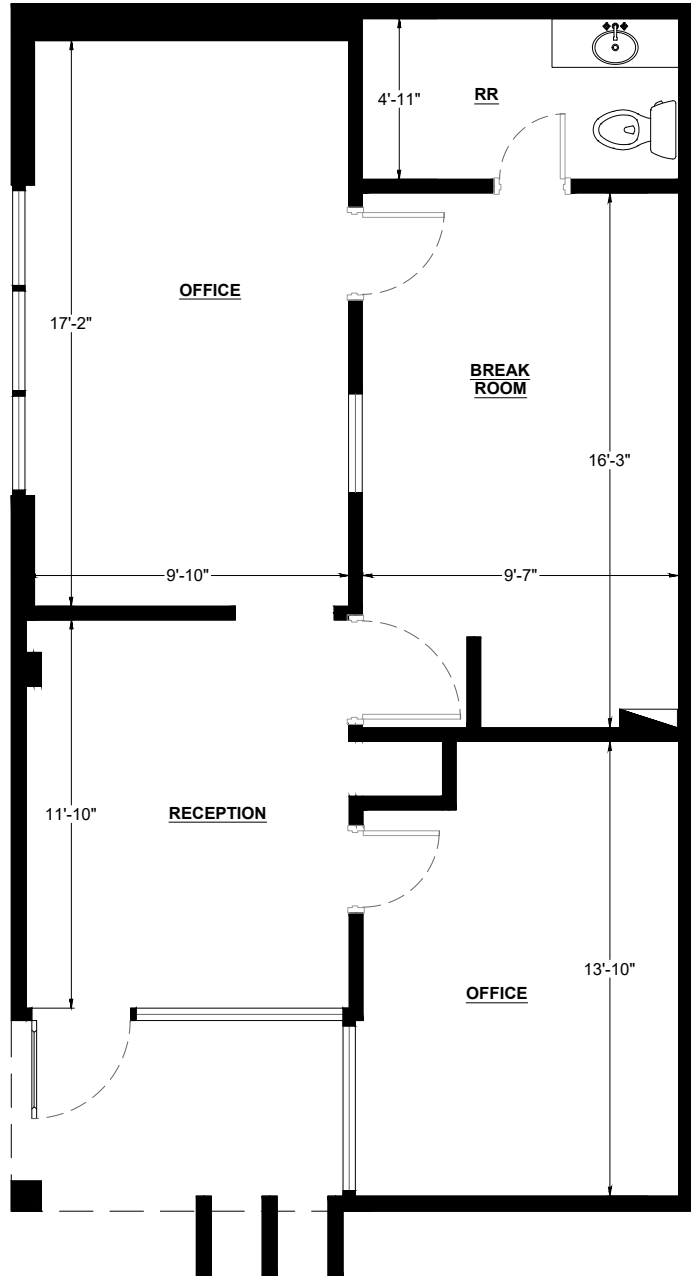 4'-11"
RR
OFFICE
17'-2"
BREAK
ROOM
16'-3"
9'-10"
9'-7"
11'-10"
RECEPTION
13'-10"
OFFICE